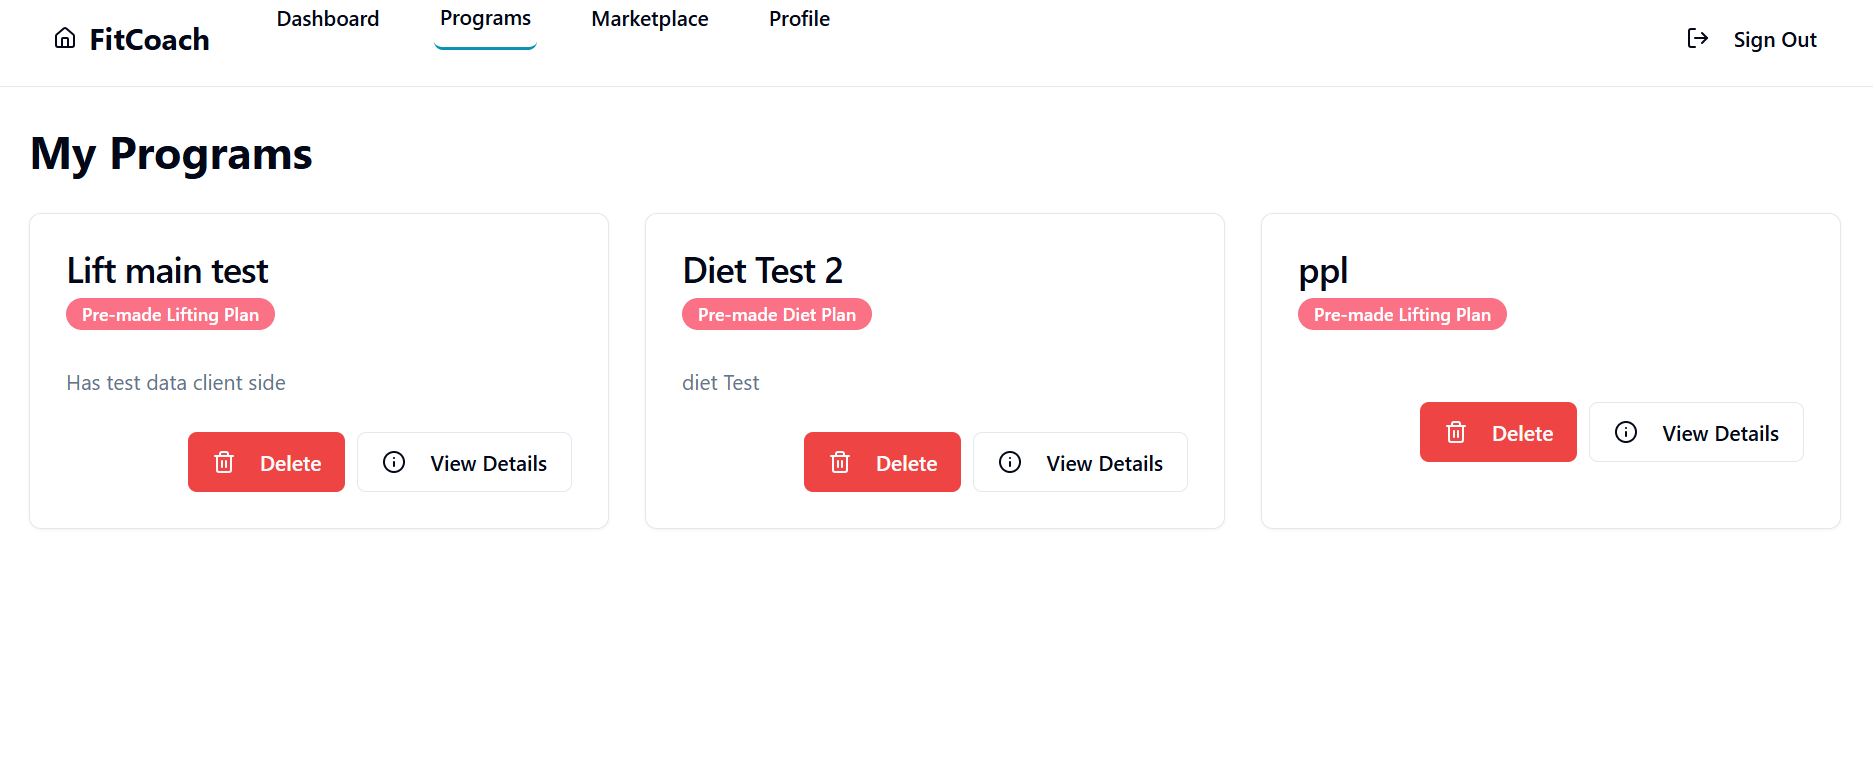 FitCoach Dashboard Programs Marketplace Profile Sign Out
My Programs
Lift main test
Pre-made Lifting Plan
Has test data client side
Delete View Details
Diet Test 2
Pre-made Diet Plan
diet Test
Delete View Details
ppl
Pre-made Lifting Plan
Delete View Details